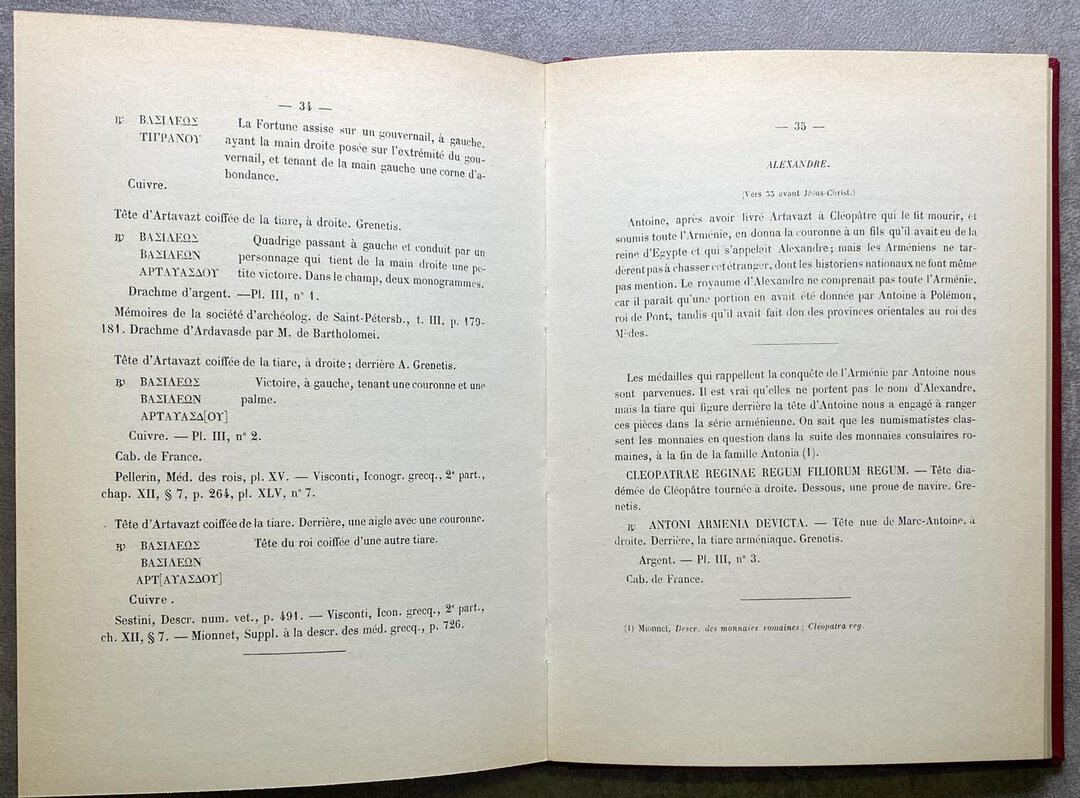 — 34 —
℞ ΒΑΣΙΛΕΩΣ La Fortune assise sur un gouvernail, à gauche,
ΤΙΓΡΑΝΟΥ ayant la main droite posée sur l'extrémité du gou-
vernail, et tenant de la main gauche une corne d'a-
bondance.
Cuivre.
Tête d'Artavazt coiffée de la tiare, à droite. Grenetis.
℞ ΒΑΣΙΛΕΩΣ Quadrige passant à gauche et conduit par un
ΒΑΣΙΛΕΩΝ personnage qui tient de la main droite une pe-
ΑΡΤΑΥΑΣΔΟΥ tite victoire. Dans le champ, deux monogrammes.
Drachme d'argent. —Pl. III, n° 1.
Mémoires de la société d'archéolog. de Saint-Pétersb., t. III, p. 179-
181. Drachme d'Ardavasde par M. de Bartholomei.
Tête d'Artavazt coiffée de la tiare, à droite; derrière A. Grenetis.
℞ ΒΑΣΙΛΕΩΣ Victoire, à gauche, tenant une couronne et une
ΒΑΣΙΛΕΩΝ palme.
ΑΡΤΑΥΑΣΔ[ΟΥ]
Cuivre. — Pl. III, n° 2.
Cab. de France.
Pellerin, Méd. des rois, pl. XV. — Visconti, Iconogr. grecq., 2e part.,
chap. XII, § 7, p. 264, pl. XLV, n° 7.
Tête d'Artavazt coiffée de la tiare. Derrière, une aigle avec une couronne.
℞ ΒΑΣΙΛΕΩΣ Tête du roi coiffée d'une autre tiare.
ΒΑΣΙΛΕΩΝ
ΑΡΤ[ΑΥΑΣΔΟΥ]
Cuivre.
Sestini, Descr. num. vet., p. 491. — Visconti, Icon. grecq., 2e part.,
ch. XII, § 7. — Mionnet, Suppl. à la descr. des méd. grecq., p. 726.
— 35 —
ALEXANDRE.
(Vers 33 avant Jésus-Christ.)
Antoine, après avoir livré Artavazt à Cléopâtre qui le fit mourir, et
soumis toute l'Arménie, en donna la couronne à un fils qu'il avait eu de la
reine d'Egypte et qui s'appelait Alexandre; mais les Arméniens ne tar-
dèrent pas à chasser cet étranger, dont les historiens nationaux ne font même
pas mention. Le royaume d'Alexandre ne comprenait pas toute l'Arménie,
car il paraît qu'une portion en avait été donnée par Antoine à Polémon,
roi de Pont, tandis qu'il avait fait don des provinces orientales au roi des
Mèdes.
Les médailles qui rappellent la conquête de l'Arménie par Antoine nous
sont parvenues. Il est vrai qu'elles ne portent pas le nom d'Alexandre,
mais la tiare qui figure derrière la tête d'Antoine nous a engagé à ranger
ces pièces dans la série arménienne. On sait que les numismatistes clas-
sent les monnaies en question dans la suite des monnaies consulaires ro-
maines, à la fin de la famille Antonia (1).
CLEOPATRAE REGINAE REGUM FILIORUM REGUM. — Tête dia-
démée de Cléopâtre tournée à droite. Dessous, une proue de navire. Gre-
netis.
℞ ANTONI ARMENIA DEVICTA. — Tête nue de Marc-Antoine, à
droite. Derrière, la tiare arméniaque. Grenetis.
Argent. — Pl. III, n° 3.
Cab. de France.
(1) Mionnet, Descr. des monnaies romaines; Cléopatra reg.